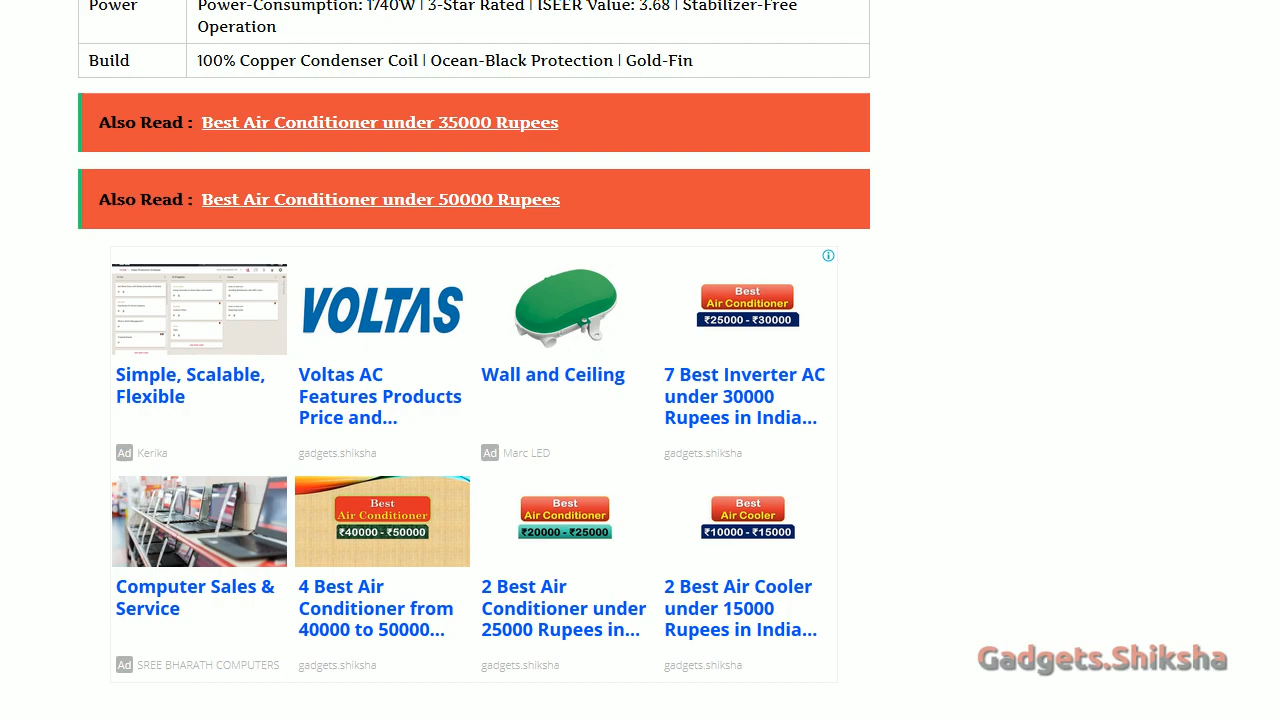 Power
Power-Consumption: 1740W | 3-Star Rated | ISEER Value: 3.68 | Stabilizer-Free
Operation
Build
100% Copper Condenser Coil | Ocean-Black Protection | Gold-Fin
Also Read : Best Air Conditioner under 35000 Rupees
Also Read : Best Air Conditioner under 50000 Rupees
Simple, Scalable,
Flexible
Ad Kerika
VOLTAS
Voltas AC
Features Products
Price and...
gadgets.shiksha
Wall and Ceiling
Ad Marc LED
Best
Air Conditioner
₹25000 - ₹30000
7 Best Inverter AC
under 30000
Rupees in India...
gadgets.shiksha
Computer Sales &
Service
Ad SREE BHARATH COMPUTERS
Best
Air Conditioner
₹40000 - ₹50000
4 Best Air
Conditioner from
40000 to 50000...
gadgets.shiksha
Best
Air Conditioner
₹20000 - ₹25000
2 Best Air
Conditioner under
25000 Rupees in...
gadgets.shiksha
Best
Air Cooler
₹10000 - ₹15000
2 Best Air Cooler
under 15000
Rupees in India...
gadgets.shiksha
Gadgets.Shiksha